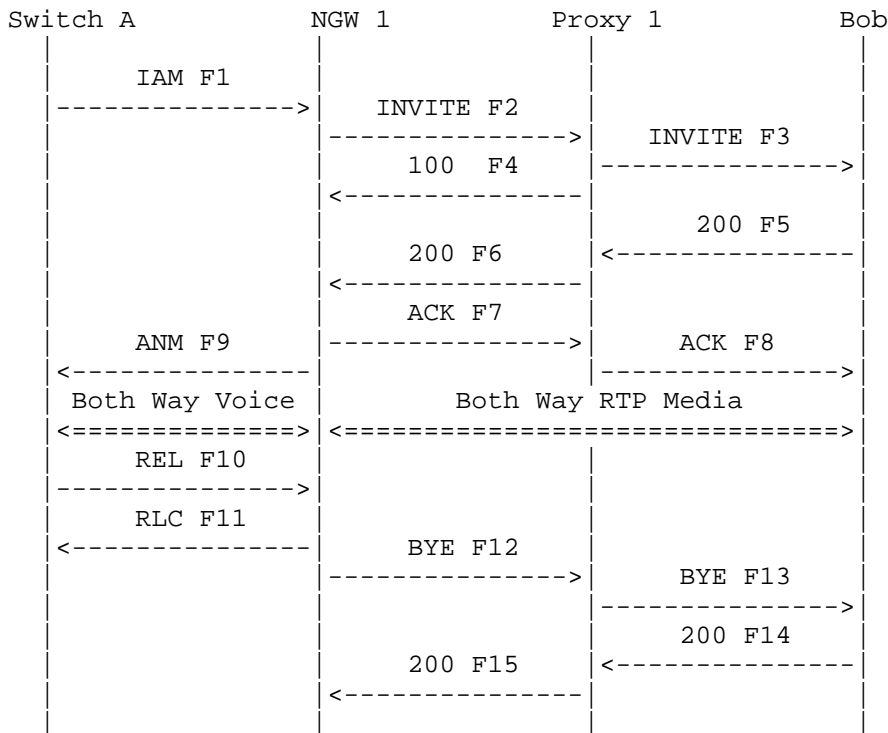 Switch A NGW 1 Proxy 1 Bob
IAM F1
INVITE F2
INVITE F3
100 F4
200 F5
200 F6
ACK F7
ANM F9 ACK F8
Both Way Voice Both Way RTP Media
REL F10
RLC F11
BYE F12
BYE F13
200 F14
200 F15